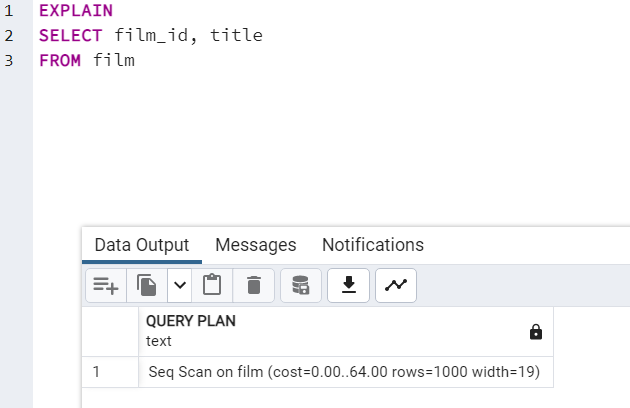 1 EXPLAIN
2 SELECT film_id, title
3 FROM film
Data Output Messages Notifications
QUERY PLAN
text
1 Seq Scan on film (cost=0.00..64.00 rows=1000 width=19)